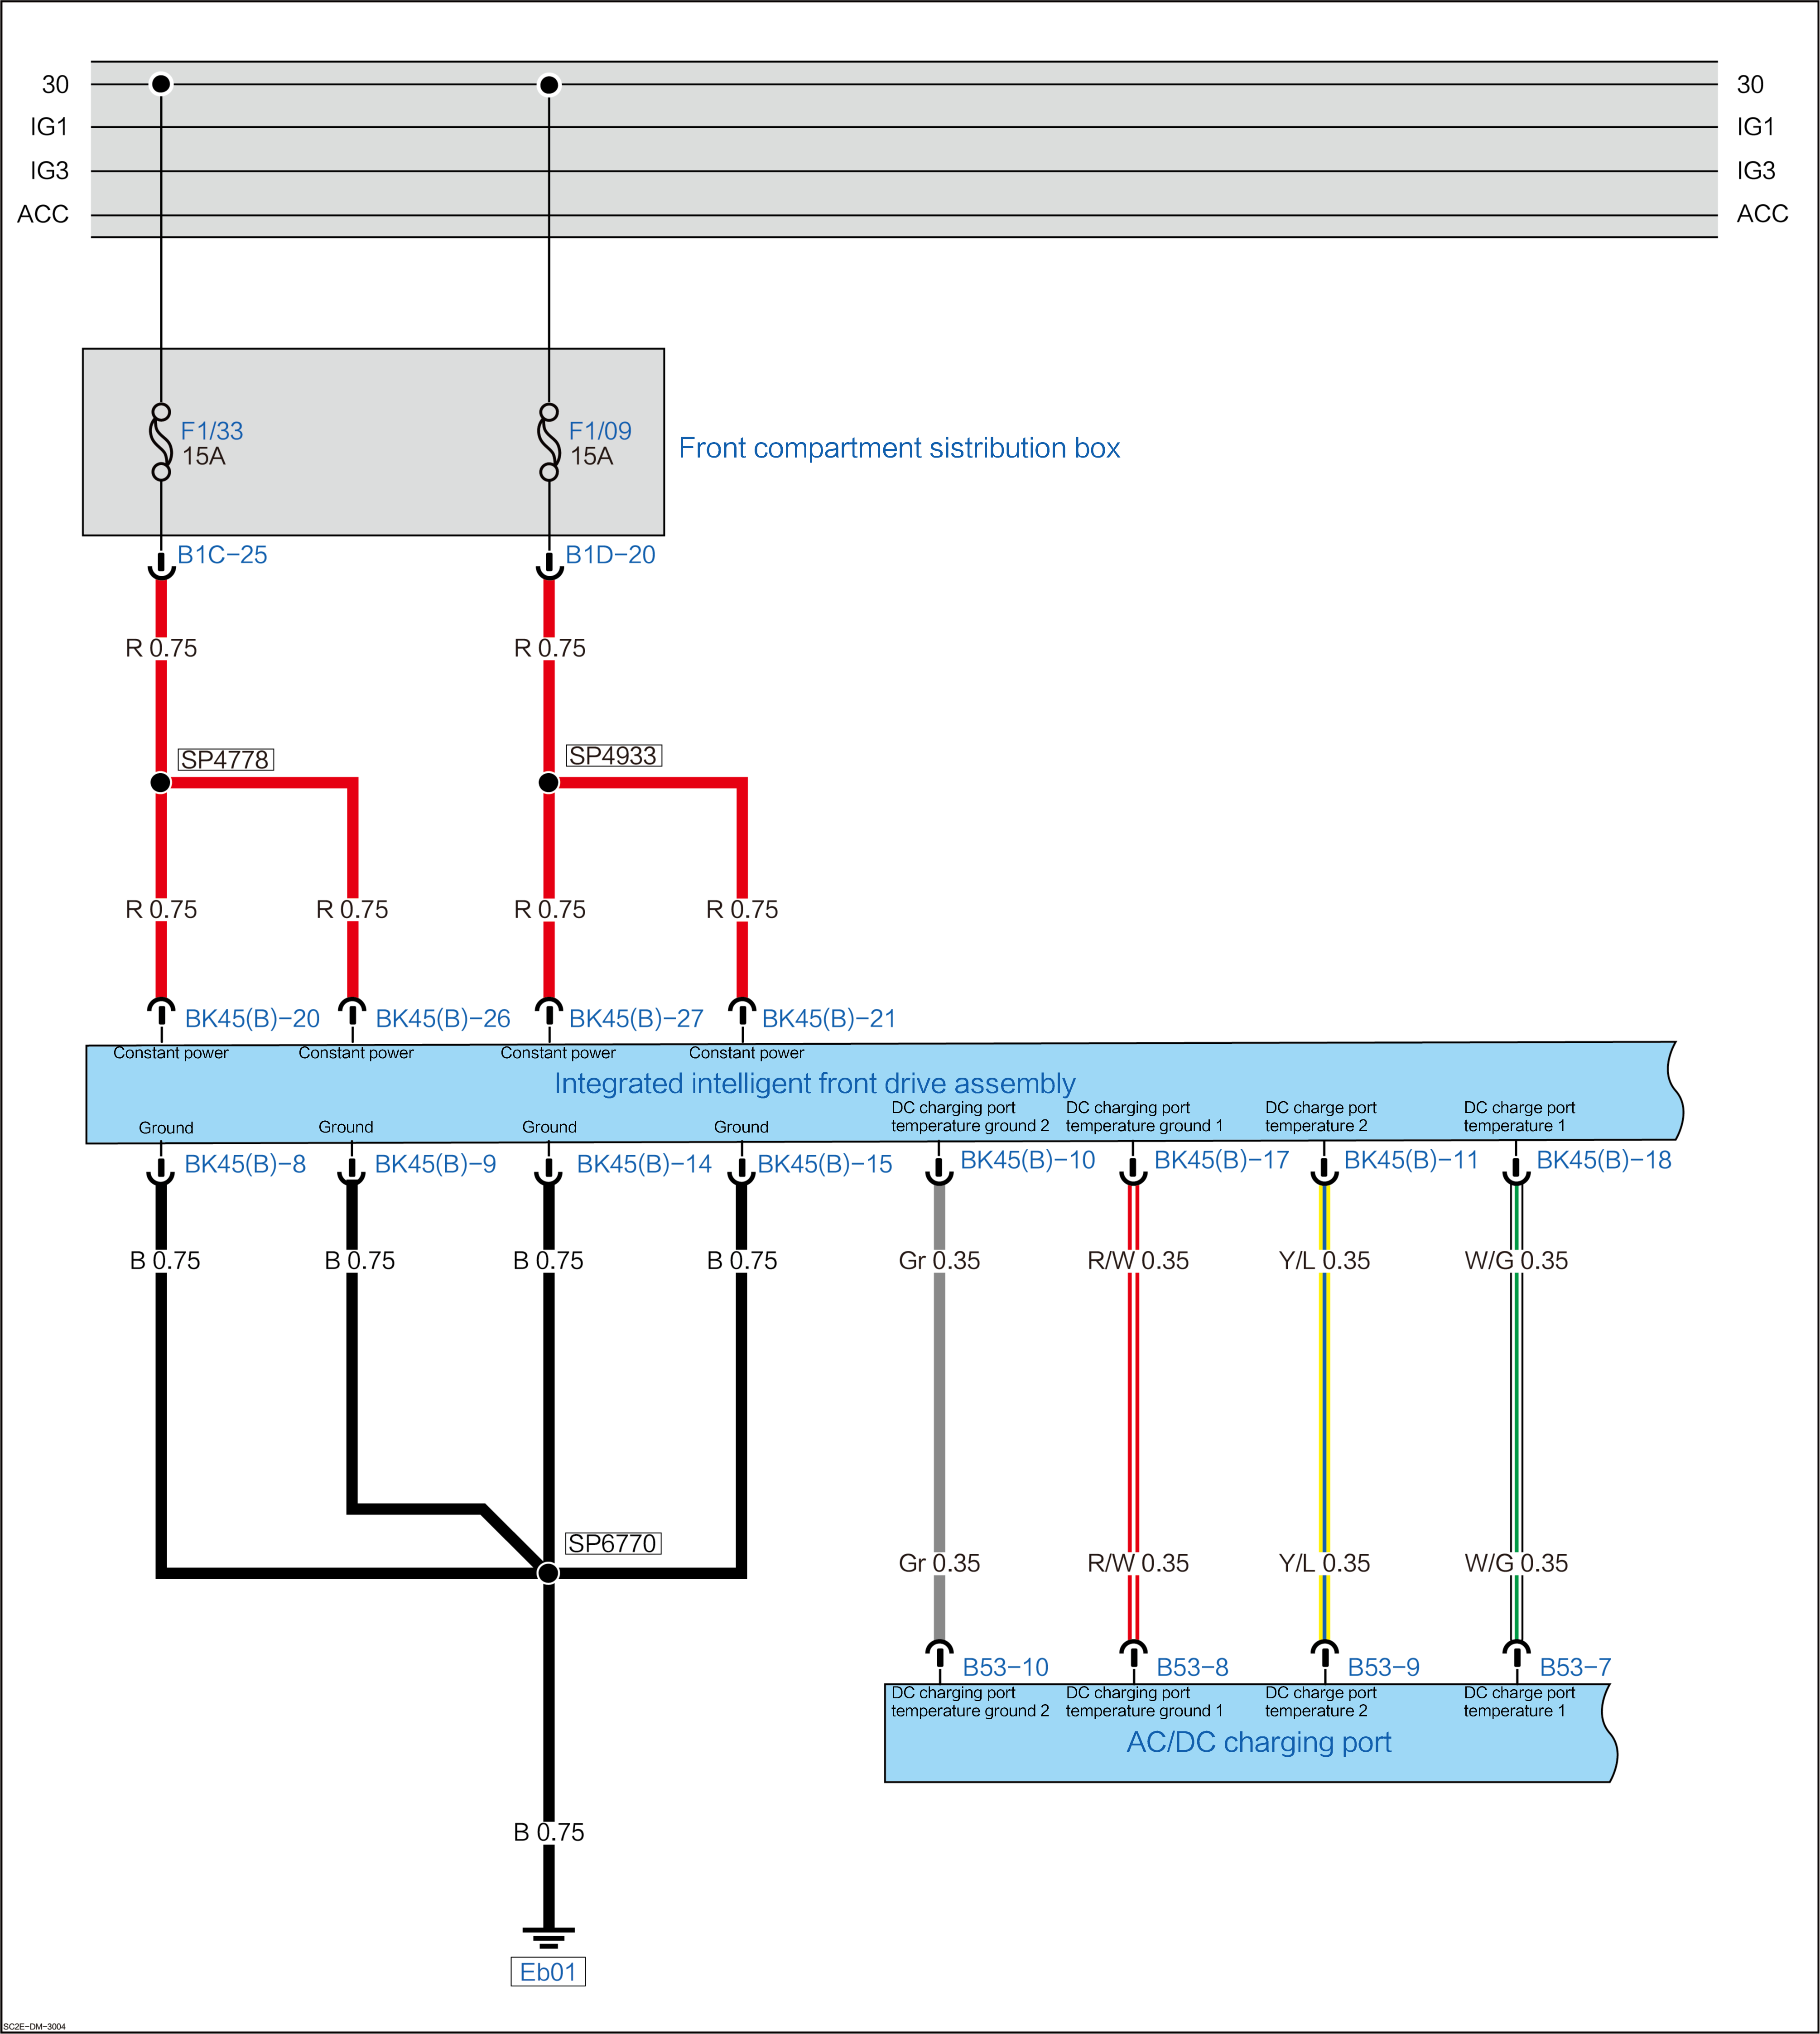 30 30
IG1 IG1
IG3 IG3
ACC ACC
F1/33 F1/09
15A 15A
Front compartment sistribution box
B1C-25 B1D-20
R 0.75 R 0.75
SP4778 SP4933
R 0.75 R 0.75 R 0.75 R 0.75
BK45(B)-20 BK45(B)-26 BK45(B)-27 BK45(B)-21
Constant power Constant power Constant power Constant power
Integrated intelligent front drive assembly
DC charging port DC charging port DC charge port DC charge port
temperature ground 2 temperature ground 1 temperature 2 temperature 1
Ground Ground Ground Ground
BK45(B)-8 BK45(B)-9 BK45(B)-14 BK45(B)-15 BK45(B)-10 BK45(B)-17 BK45(B)-11 BK45(B)-18
B 0.75 B 0.75 B 0.75 B 0.75 Gr 0.35 R/W 0.35 Y/L 0.35 W/G 0.35
SP6770
Gr 0.35 R/W 0.35 Y/L 0.35 W/G 0.35
B53-10 B53-8 B53-9 B53-7
DC charging port DC charging port DC charge port DC charge port
temperature ground 2 temperature ground 1 temperature 2 temperature 1
AC/DC charging port
B 0.75
Eb01
SC2E-DM-3004